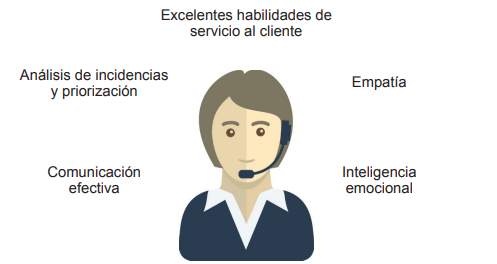 Excelentes habilidades de
servicio al cliente
Análisis de incidencias
y priorización
Empatía
Comunicación
efectiva
Inteligencia
emocional